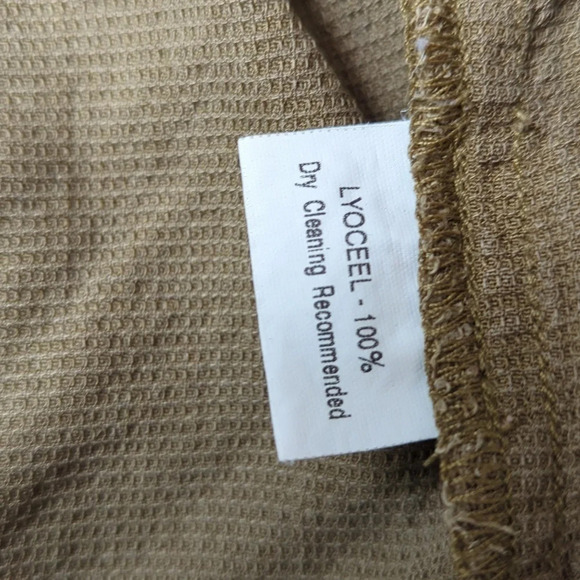 LYOCEEL - 100%
Dry Cleaning Recommended